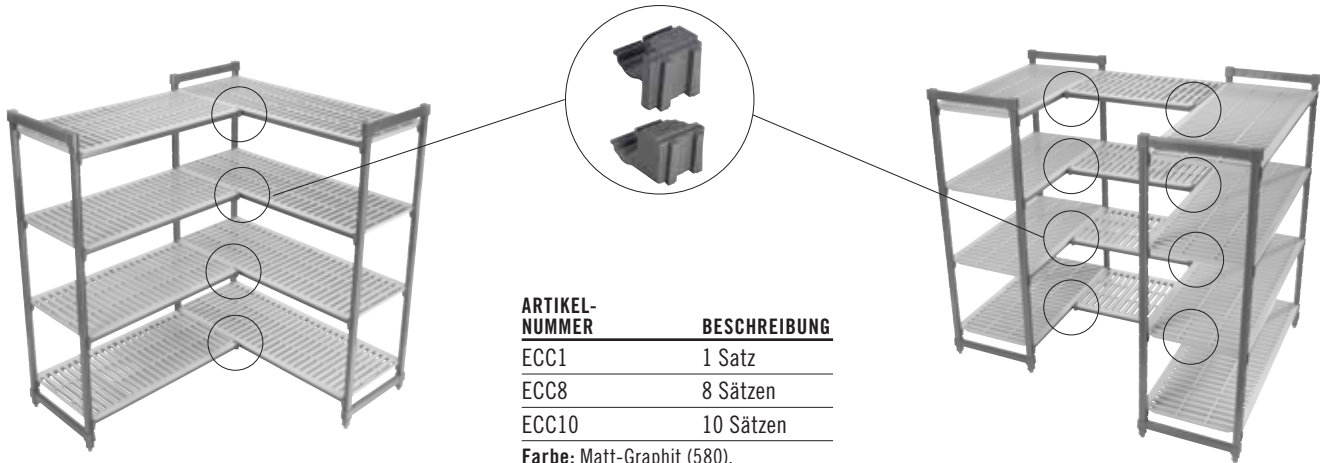 ARTIKEL-
NUMMER BESCHREIBUNG
ECC1 1 Satz
ECC8 8 Sätzen
ECC10 10 Sätzen
Farbe: Matt-Graphit (580).